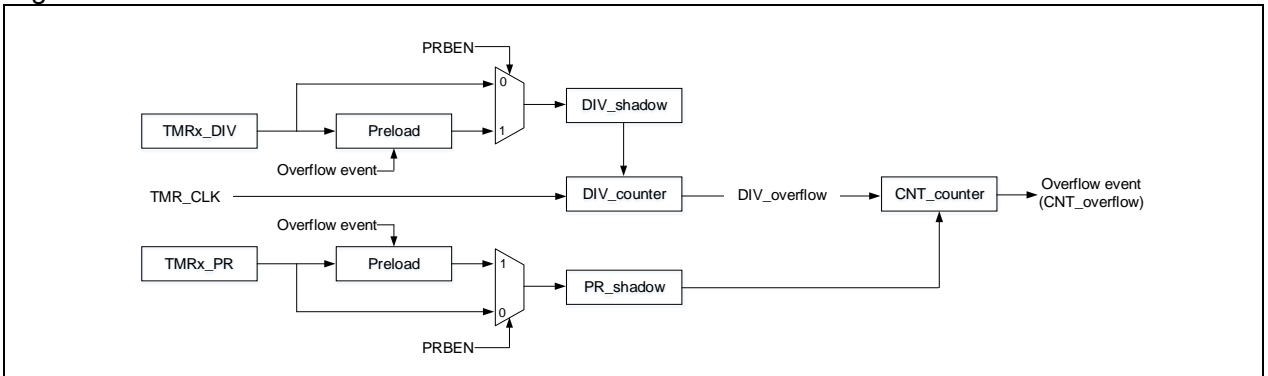 PRBEN
0
DIV_shadow
TMRx_DIV
Preload
1
Overflow event
TMR_CLK
DIV_counter
DIV_overflow
CNT_counter
Overflow event
(CNT_overflow)
Overflow event
TMRx_PR
Preload
1
PR_shadow
0
PRBEN